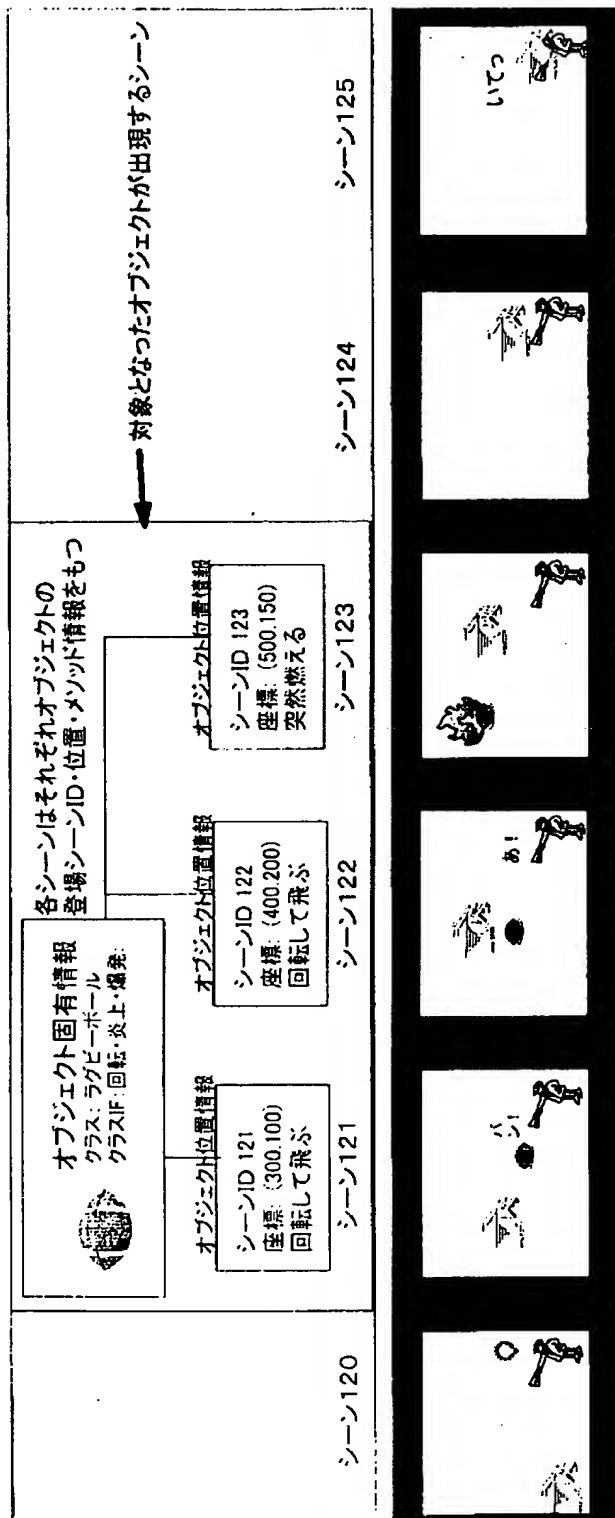 対象となったオブジェクトが出現するシーン
各シーンはそれぞれオブジェクトの
登場シーンID・位置・メソッド情報をもつ
オブジェクト固有情報
クラス: ラグビーボール
クラスIF: 回転・炎上・爆発:
オブジェクト位置情報
シーンID 121
座標: (300.100)
回転して飛ぶ
オブジェクト位置情報
シーンID 122
座標: (400.200)
回転して飛ぶ
オブジェクト位置情報
シーンID 123
座標: (500.150)
突然燃える
シーン120
シーン121
シーン122
シーン123
シーン124
シーン125
パン!
あ!
いてっ